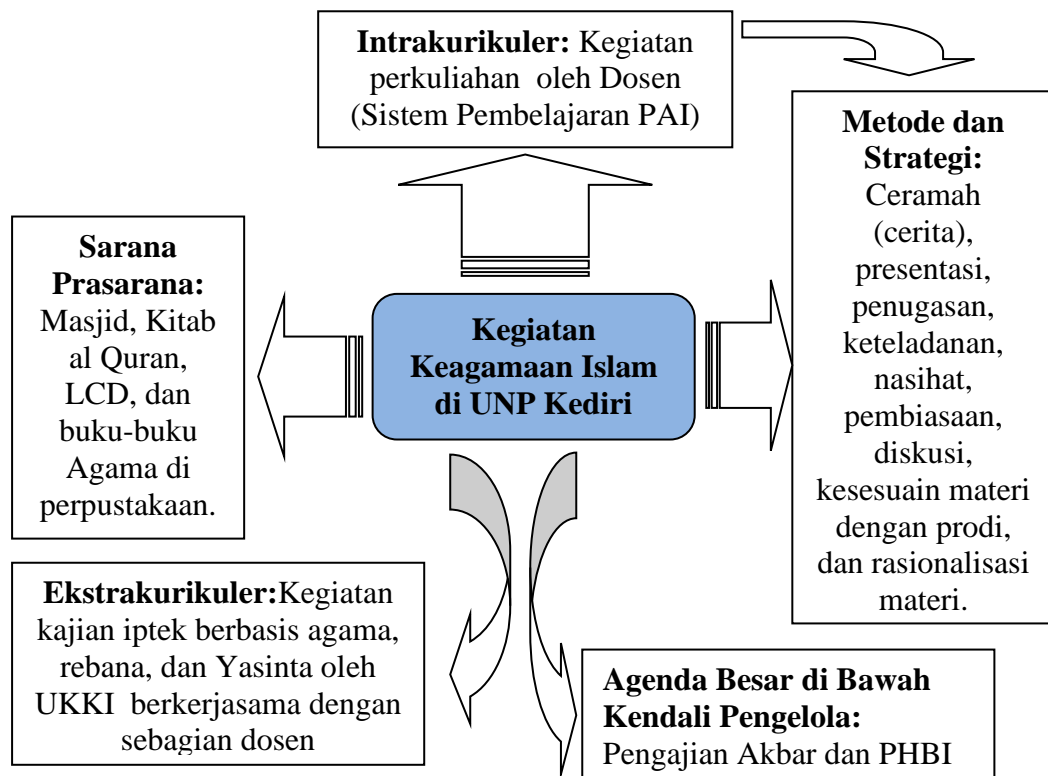 Intrakurikuler: Kegiatan
perkuliahan oleh Dosen
(Sistem Pembelajaran PAI)
Metode dan
Strategi:
Ceramah
(cerita),
presentasi,
penugasan,
keteladanan,
nasihat,
pembiasaan,
diskusi,
kesesuain materi
dengan prodi,
dan rasionalisasi
materi.
Sarana
Prasarana:
Masjid, Kitab
al Quran,
LCD, dan
buku-buku
Agama di
perpustakaan.
Kegiatan
Keagamaan Islam
di UNP Kediri
Ekstrakurikuler:Kegiatan
kajian iptek berbasis agama,
rebana, dan Yasinta oleh
UKKI berkerjasama dengan
sebagian dosen
Agenda Besar di Bawah
Kendali Pengelola:
Pengajian Akbar dan PHBI